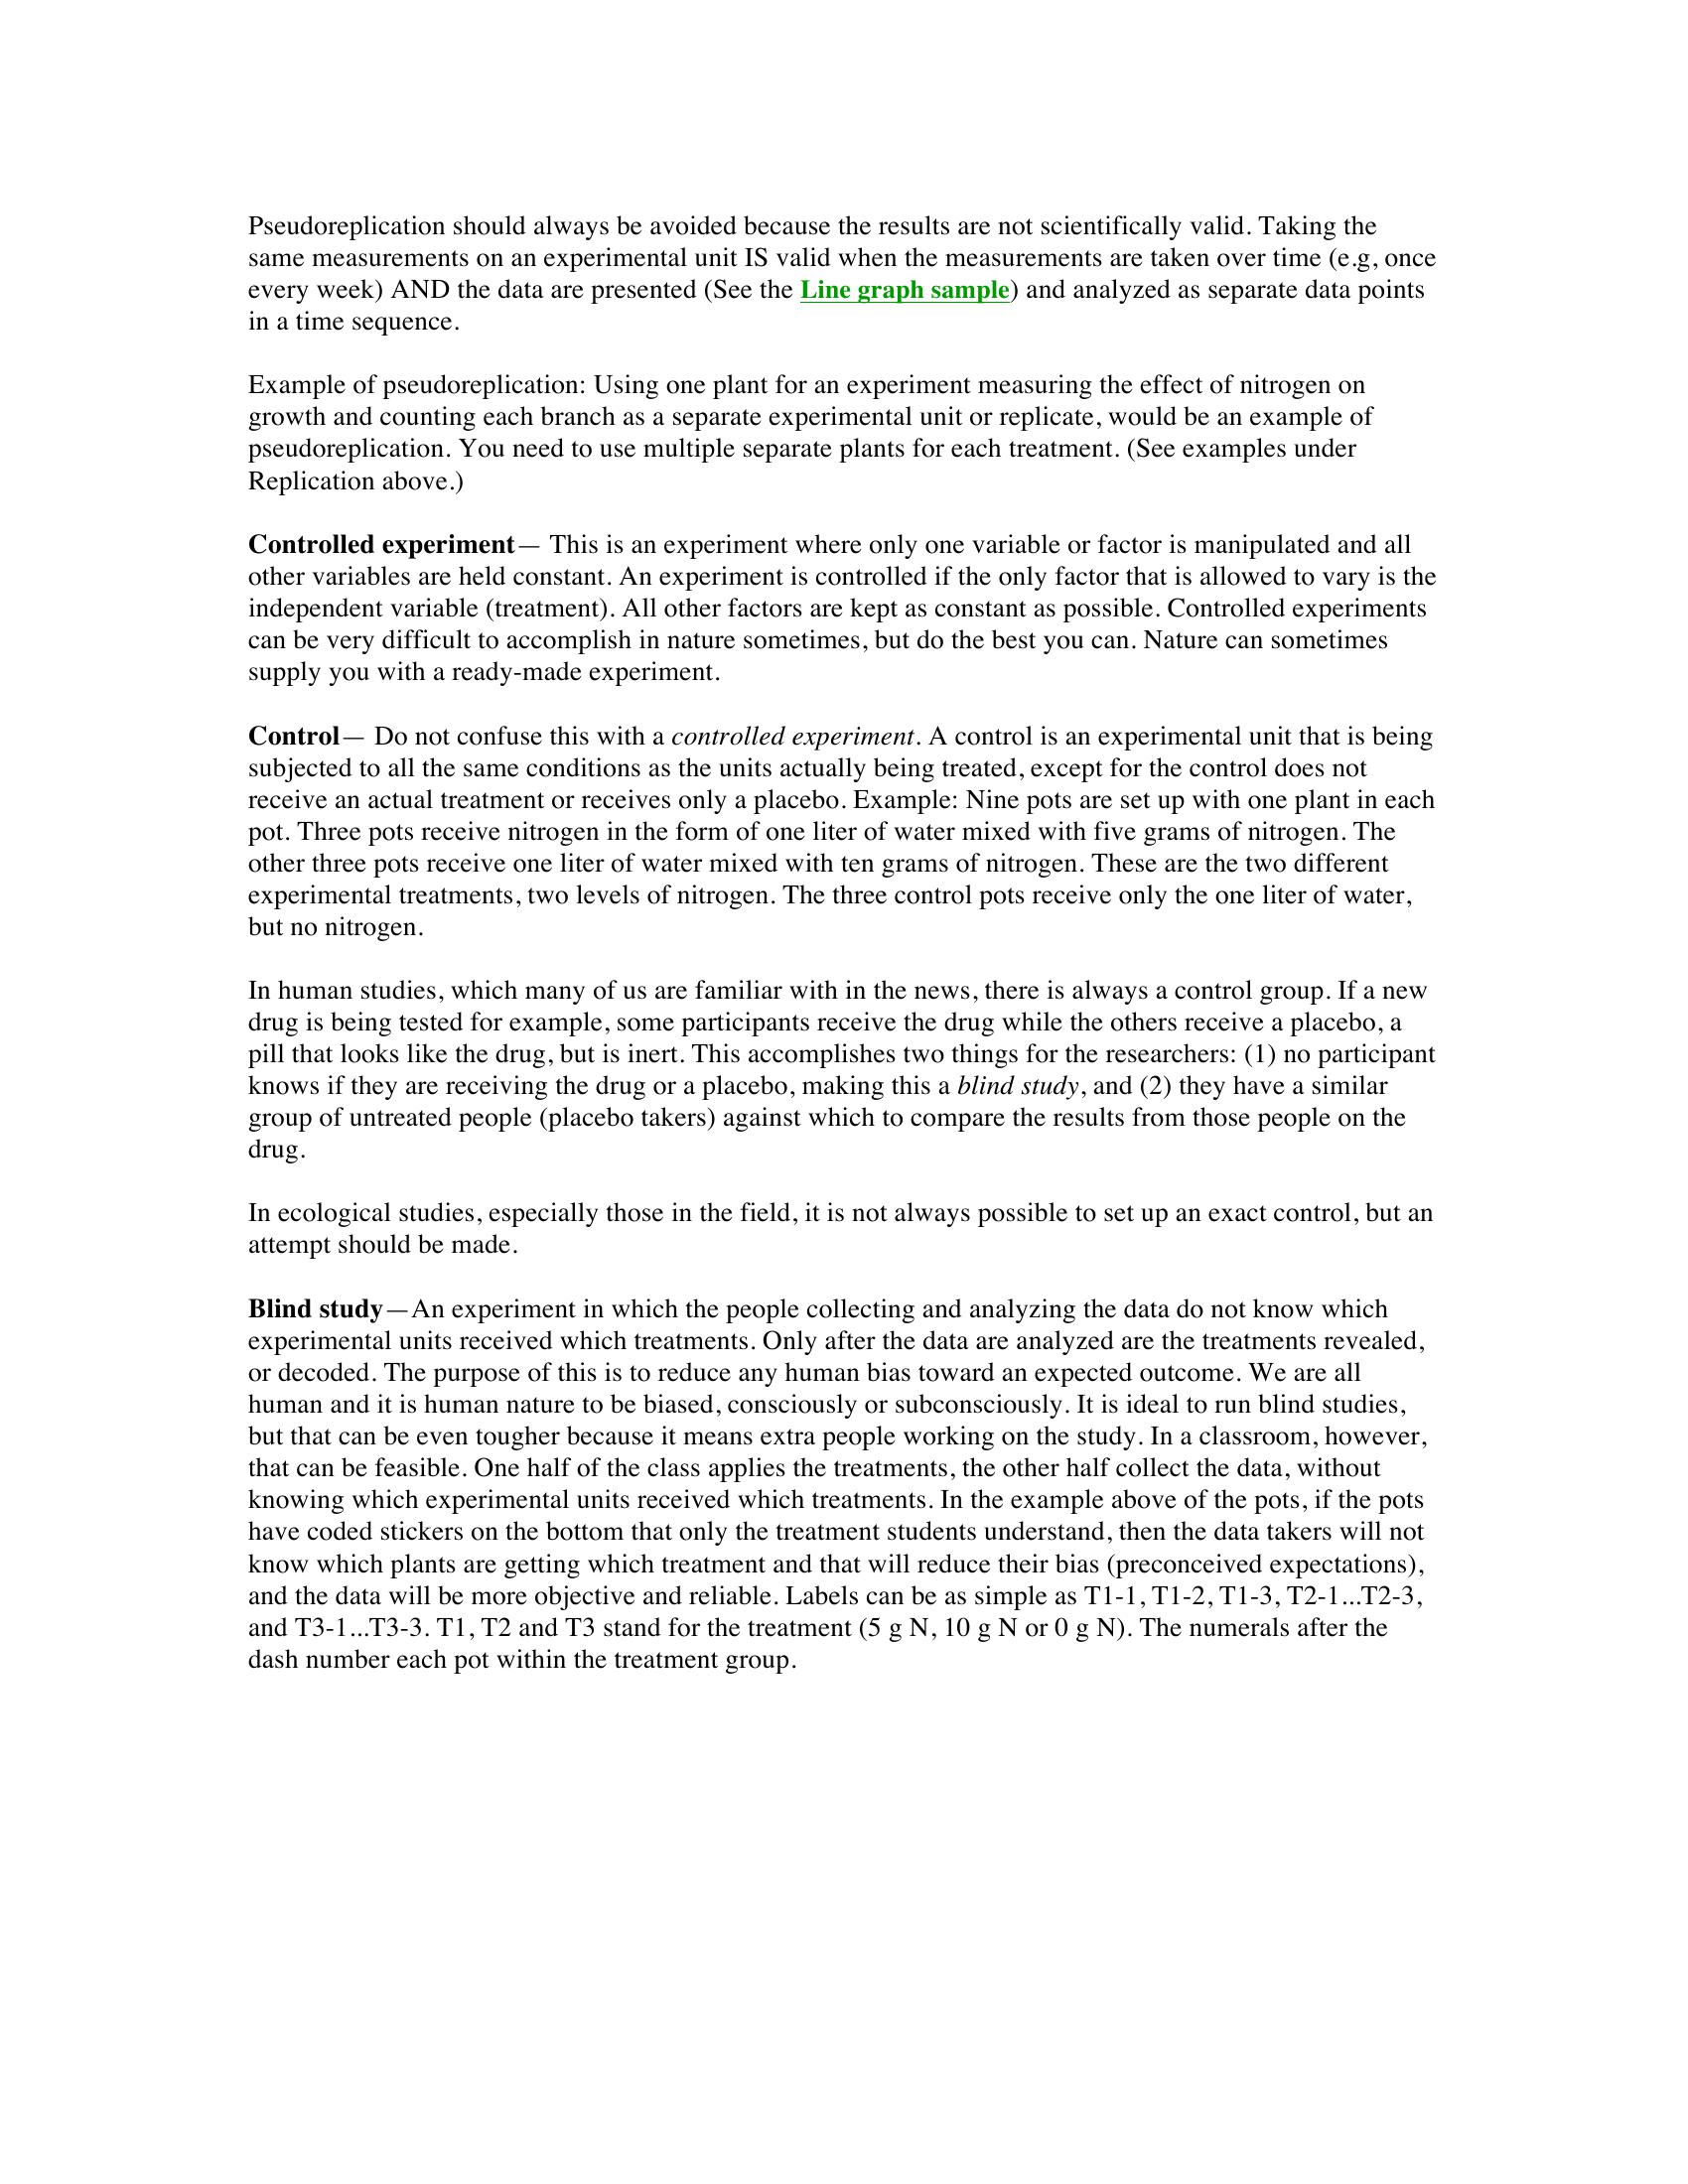 Pseudoreplication should always be avoided because the results are not scientifically valid. Taking the
same measurements on an experimental unit IS valid when the measurements are taken over time (e.g, once
every week) AND the data are presented (See the Line graph sample) and analyzed as separate data points
in a time sequence.
Example of pseudoreplication: Using one plant for an experiment measuring the effect of nitrogen on
growth and counting each branch as a separate experimental unit or replicate, would be an example of
pseudoreplication. You need to use multiple separate plants for each treatment. (See examples under
Replication above.)
Controlled experiment— This is an experiment where only one variable or factor is manipulated and all
other variables are held constant. An experiment is controlled if the only factor that is allowed to vary is the
independent variable (treatment). All other factors are kept as constant as possible. Controlled experiments
can be very difficult to accomplish in nature sometimes, but do the best you can. Nature can sometimes
supply you with a ready-made experiment.
Control— Do not confuse this with a controlled experiment. A control is an experimental unit that is being
subjected to all the same conditions as the units actually being treated, except for the control does not
receive an actual treatment or receives only a placebo. Example: Nine pots are set up with one plant in each
pot. Three pots receive nitrogen in the form of one liter of water mixed with five grams of nitrogen. The
other three pots receive one liter of water mixed with ten grams of nitrogen. These are the two different
experimental treatments, two levels of nitrogen. The three control pots receive only the one liter of water,
but no nitrogen.
In human studies, which many of us are familiar with in the news, there is always a control group. If a new
drug is being tested for example, some participants receive the drug while the others receive a placebo, a
pill that looks like the drug, but is inert. This accomplishes two things for the researchers: (1) no participant
knows if they are receiving the drug or a placebo, making this a blind study, and (2) they have a similar
group of untreated people (placebo takers) against which to compare the results from those people on the
drug.
In ecological studies, especially those in the field, it is not always possible to set up an exact control, but an
attempt should be made.
Blind study—An experiment in which the people collecting and analyzing the data do not know which
experimental units received which treatments. Only after the data are analyzed are the treatments revealed,
or decoded. The purpose of this is to reduce any human bias toward an expected outcome. We are all
human and it is human nature to be biased, consciously or subconsciously. It is ideal to run blind studies,
but that can be even tougher because it means extra people working on the study. In a classroom, however,
that can be feasible. One half of the class applies the treatments, the other half collect the data, without
knowing which experimental units received which treatments. In the example above of the pots, if the pots
have coded stickers on the bottom that only the treatment students understand, then the data takers will not
know which plants are getting which treatment and that will reduce their bias (preconceived expectations),
and the data will be more objective and reliable. Labels can be as simple as T1-1, T1-2, T1-3, T2-1...T2-3,
and T3-1...T3-3. T1, T2 and T3 stand for the treatment (5 g N, 10 g N or 0 g N). The numerals after the
dash number each pot within the treatment group.